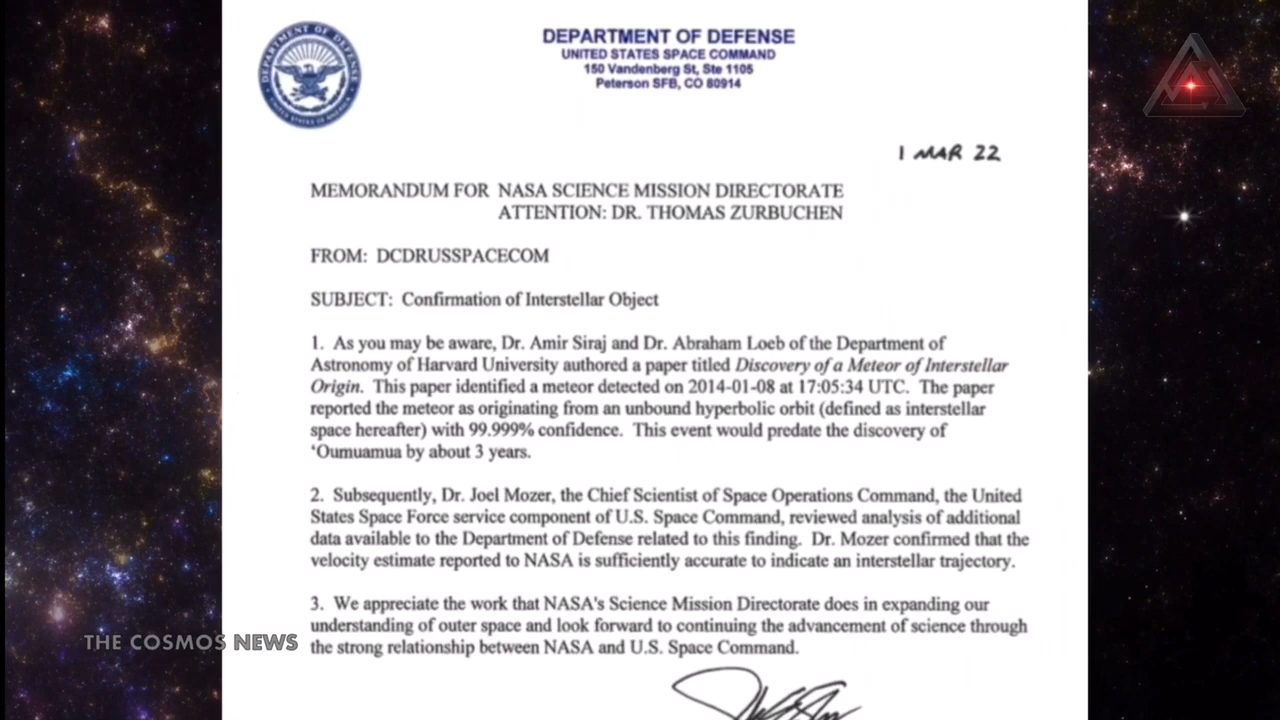 DEPARTMENT OF DEFENSE
UNITED STATES SPACE COMMAND
150 Vandenberg St, Ste 1105
Peterson SFB, CO 80914
DEPARTMENT OF DEFENSE
UNITED STATES OF AMERICA
1 MAR 22
MEMORANDUM FOR NASA SCIENCE MISSION DIRECTORATE
ATTENTION: DR. THOMAS ZURBUCHEN
FROM: DCDRUSSPACECOM
SUBJECT: Confirmation of Interstellar Object
1. As you may be aware, Dr. Amir Siraj and Dr. Abraham Loeb of the Department of
Astronomy of Harvard University authored a paper titled Discovery of a Meteor of Interstellar
Origin. This paper identified a meteor detected on 2014-01-08 at 17:05:34 UTC. The paper
reported the meteor as originating from an unbound hyperbolic orbit (defined as interstellar
space hereafter) with 99.999% confidence. This event would predate the discovery of
‘Oumuamua by about 3 years.
2. Subsequently, Dr. Joel Mozer, the Chief Scientist of Space Operations Command, the United
States Space Force service component of U.S. Space Command, reviewed analysis of additional
data available to the Department of Defense related to this finding. Dr. Mozer confirmed that the
velocity estimate reported to NASA is sufficiently accurate to indicate an interstellar trajectory.
3. We appreciate the work that NASA's Science Mission Directorate does in expanding our
understanding of outer space and look forward to continuing the advancement of science through
the strong relationship between NASA and U.S. Space Command.
THE COSMOS NEWS